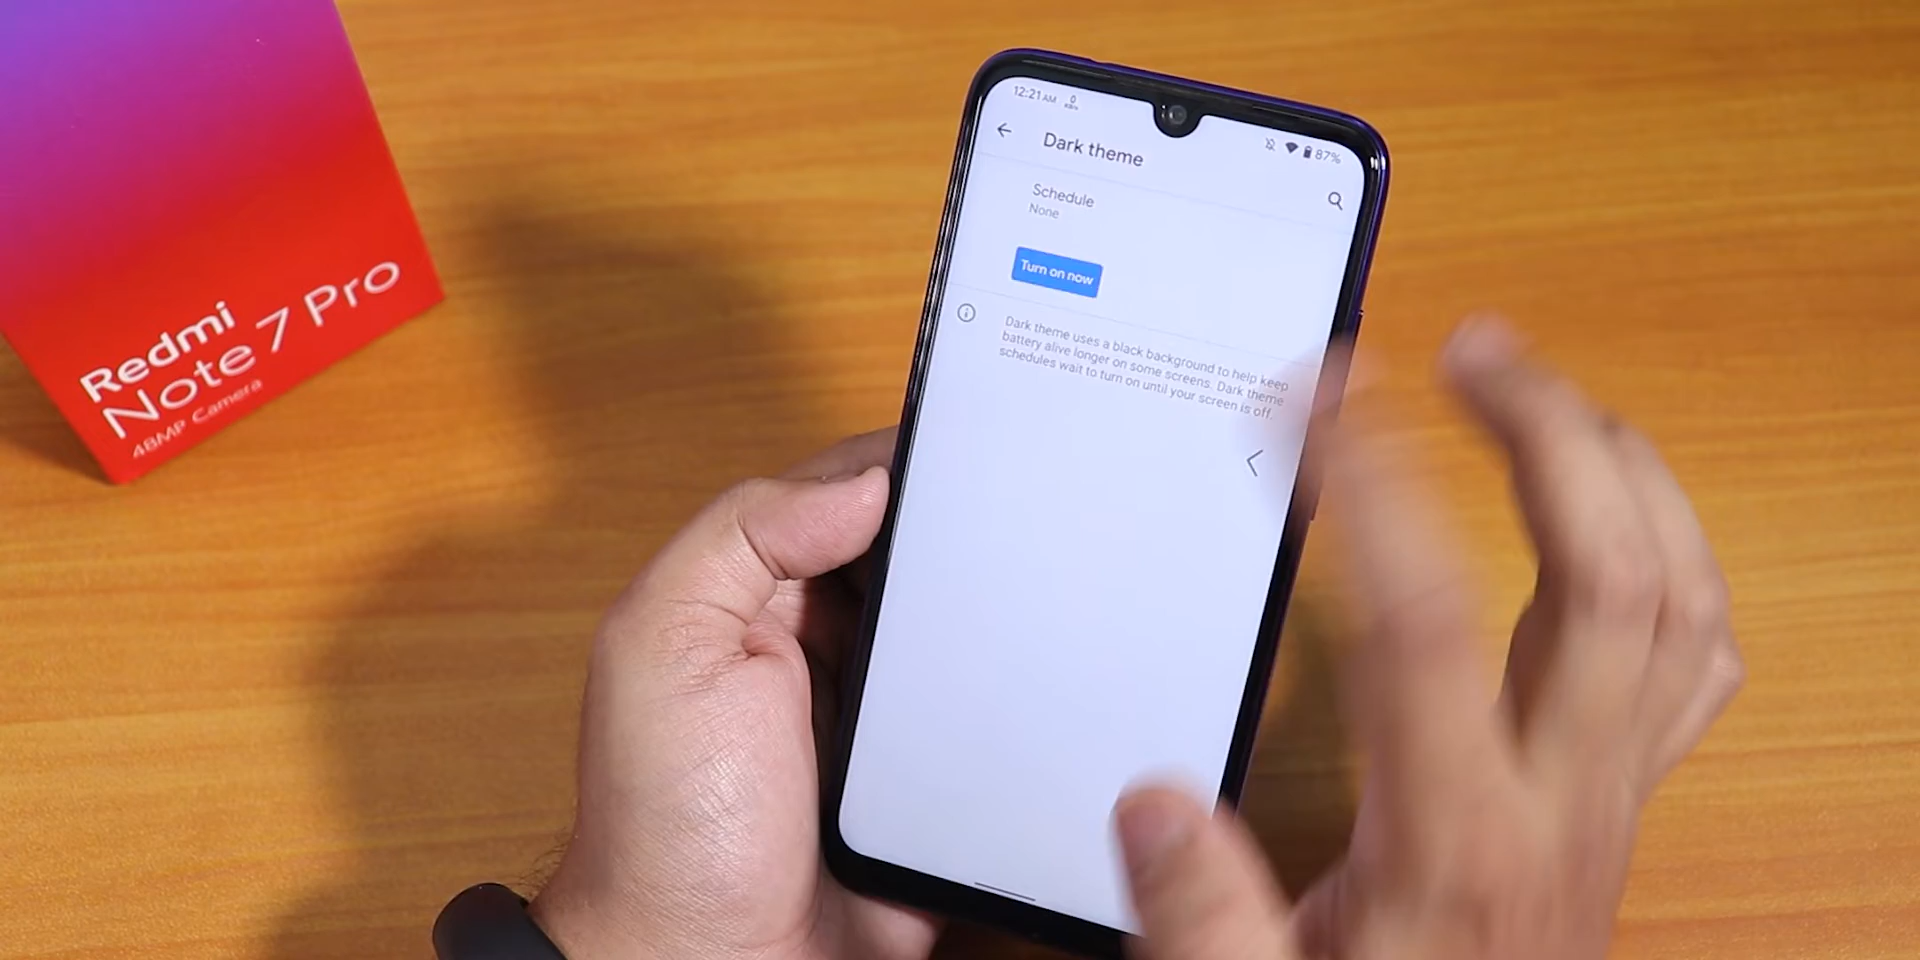 Redmi
Note 7 Pro
48MP Camera
12:21 AM
87%
Dark theme
Schedule
None
Turn on now
Dark theme uses a black background to help keep
battery alive longer on some screens. Dark theme
schedules wait to turn on until your screen is off.